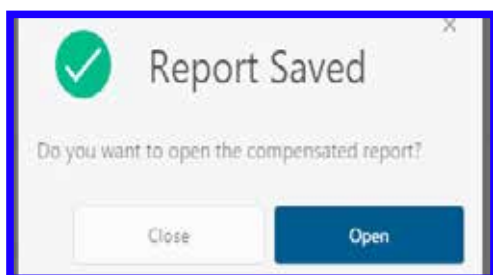 Report Saved
Do you want to open the compensated report?
Close
Open